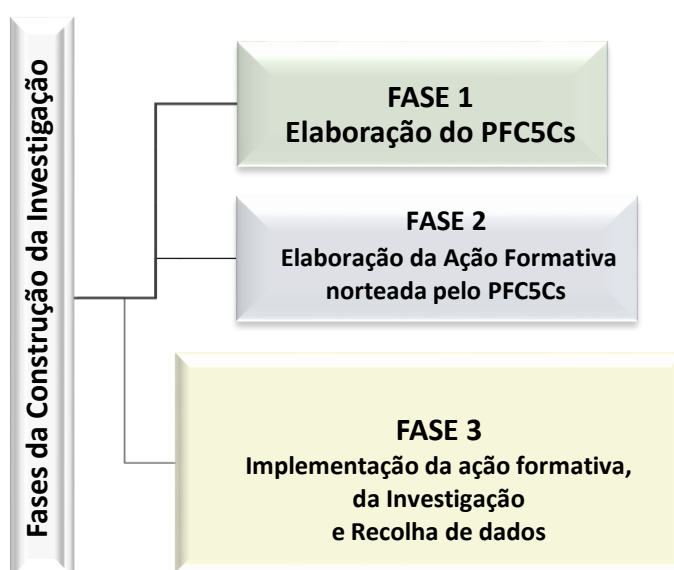 Fases da Construção da Investigação
FASE 1
Elaboração do PFC5Cs
FASE 2
Elaboração da Ação Formativa
norteada pelo PFC5Cs
FASE 3
Implementação da ação formativa,
da Investigação
e Recolha de dados